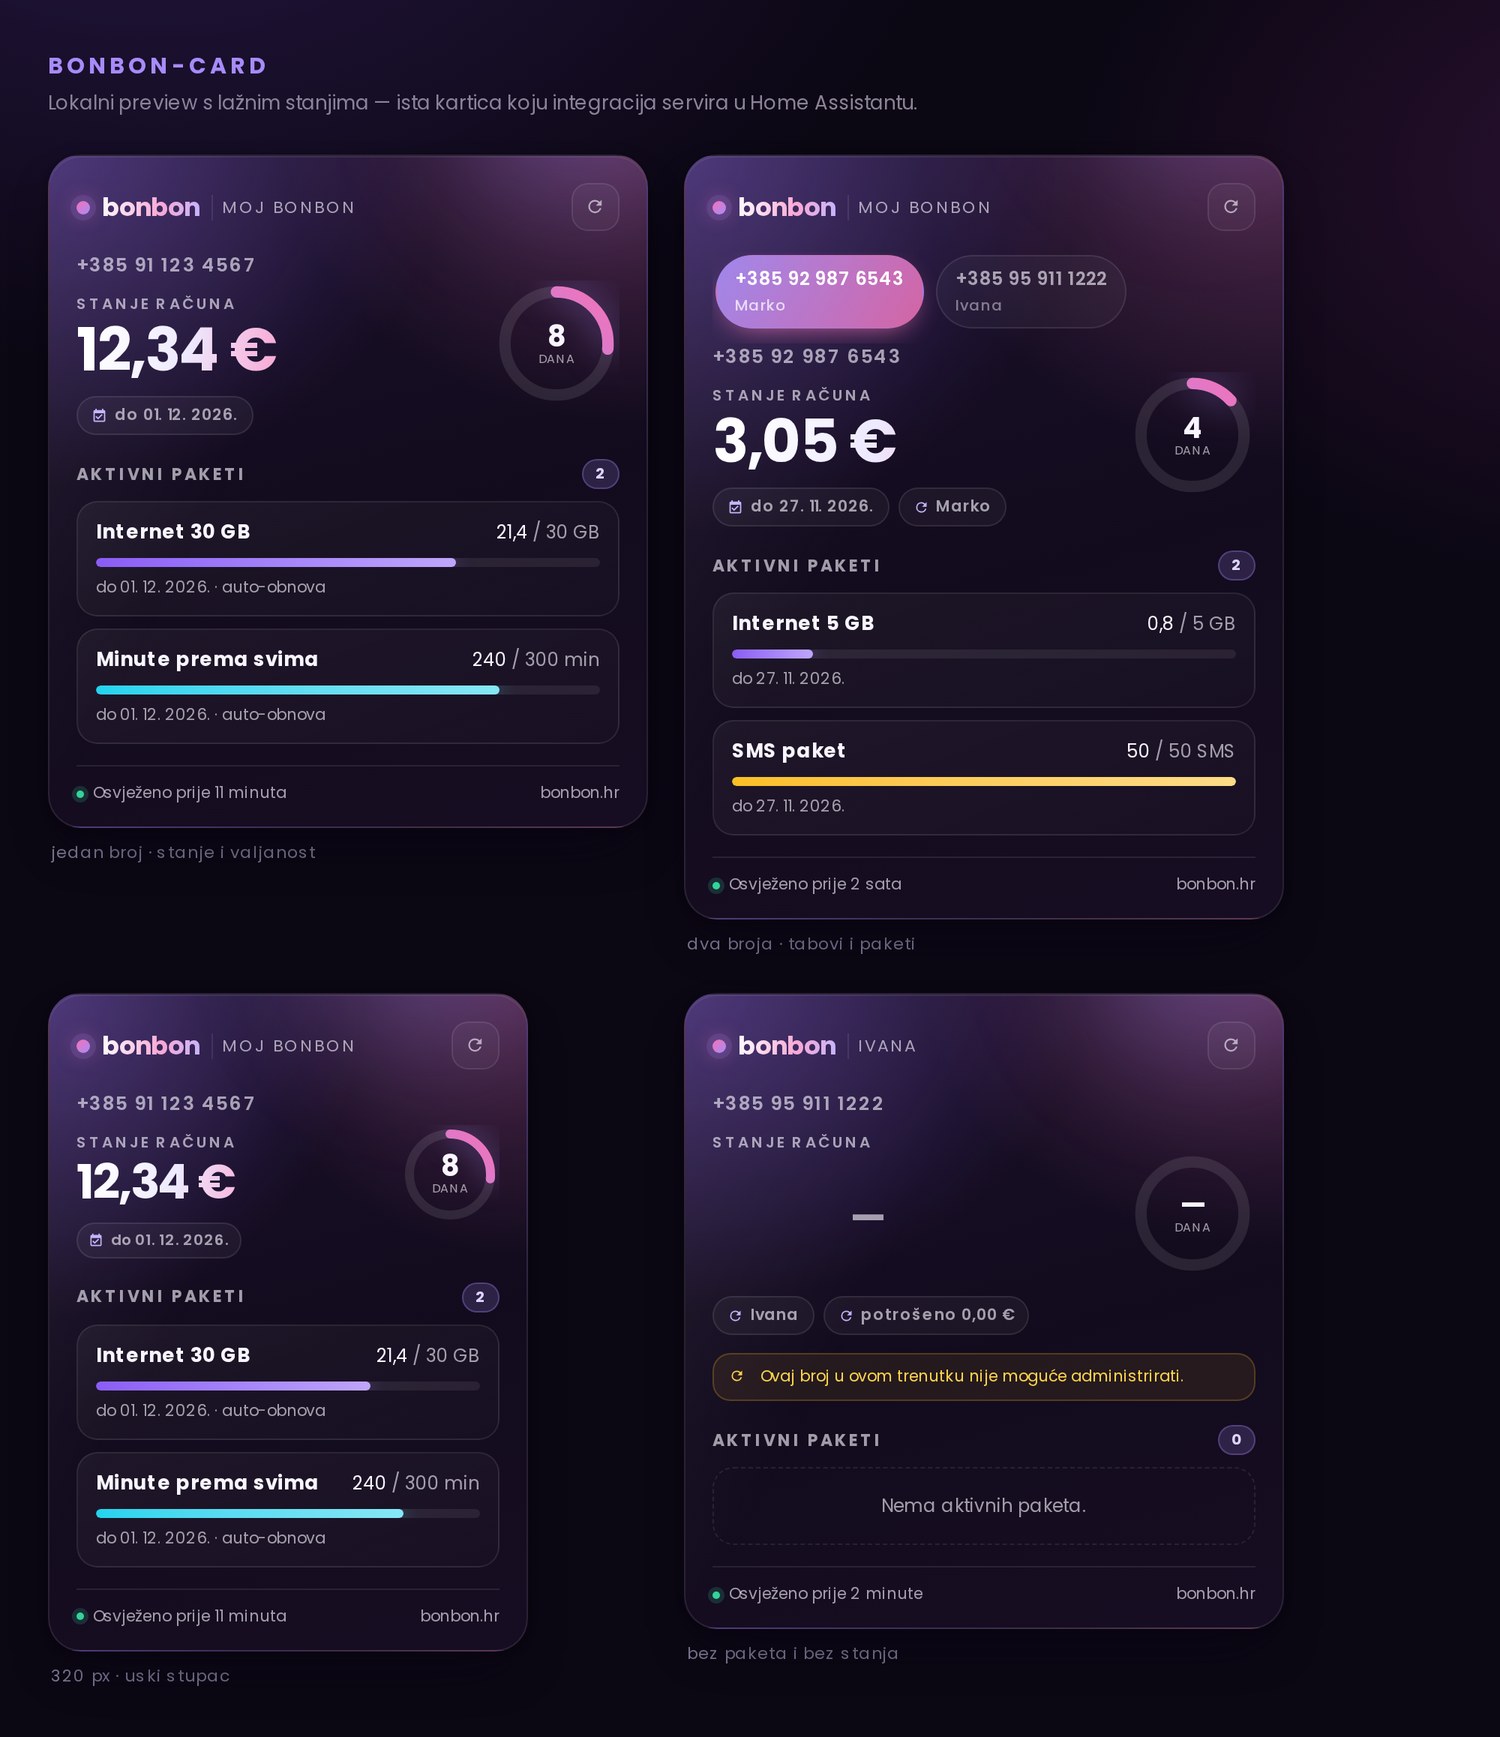 BONBON-CARD
Lokalni preview s lažnim stanjima — ista kartica koju integracija servira u Home Assistantu.
bonbon MOJ BONBON
+385 91 123 4567
STANJE RAČUNA
12,34 €
8
DANA
do 01. 12. 2026.
AKTIVNI PAKETI 2
Internet 30 GB 21,4 / 30 GB
do 01. 12. 2026. · auto-obnova
Minute prema svima 240 / 300 min
do 01. 12. 2026. · auto-obnova
Osvježeno prije 11 minuta bonbon.hr
jedan broj · stanje i valjanost
bonbon MOJ BONBON
+385 92 987 6543 +385 95 911 1222
Marko Ivana
+385 92 987 6543
STANJE RAČUNA
3,05 €
4
DANA
do 27. 11. 2026. Marko
AKTIVNI PAKETI 2
Internet 5 GB 0,8 / 5 GB
do 27. 11. 2026.
SMS paket 50 / 50 SMS
do 27. 11. 2026.
Osvježeno prije 2 sata bonbon.hr
dva broja · tabovi i paketi
bonbon MOJ BONBON
+385 91 123 4567
STANJE RAČUNA
12,34 €
8
DANA
do 01. 12. 2026.
AKTIVNI PAKETI 2
Internet 30 GB 21,4 / 30 GB
do 01. 12. 2026. · auto-obnova
Minute prema svima 240 / 300 min
do 01. 12. 2026. · auto-obnova
Osvježeno prije 11 minuta bonbon.hr
320 px · uski stupac
bonbon IVANA
+385 95 911 1222
STANJE RAČUNA
—
—
DANA
Ivana potrošeno 0,00 €
Ovaj broj u ovom trenutku nije moguće administrirati.
AKTIVNI PAKETI 0
Nema aktivnih paketa.
Osvježeno prije 2 minute bonbon.hr
bez paketa i bez stanja